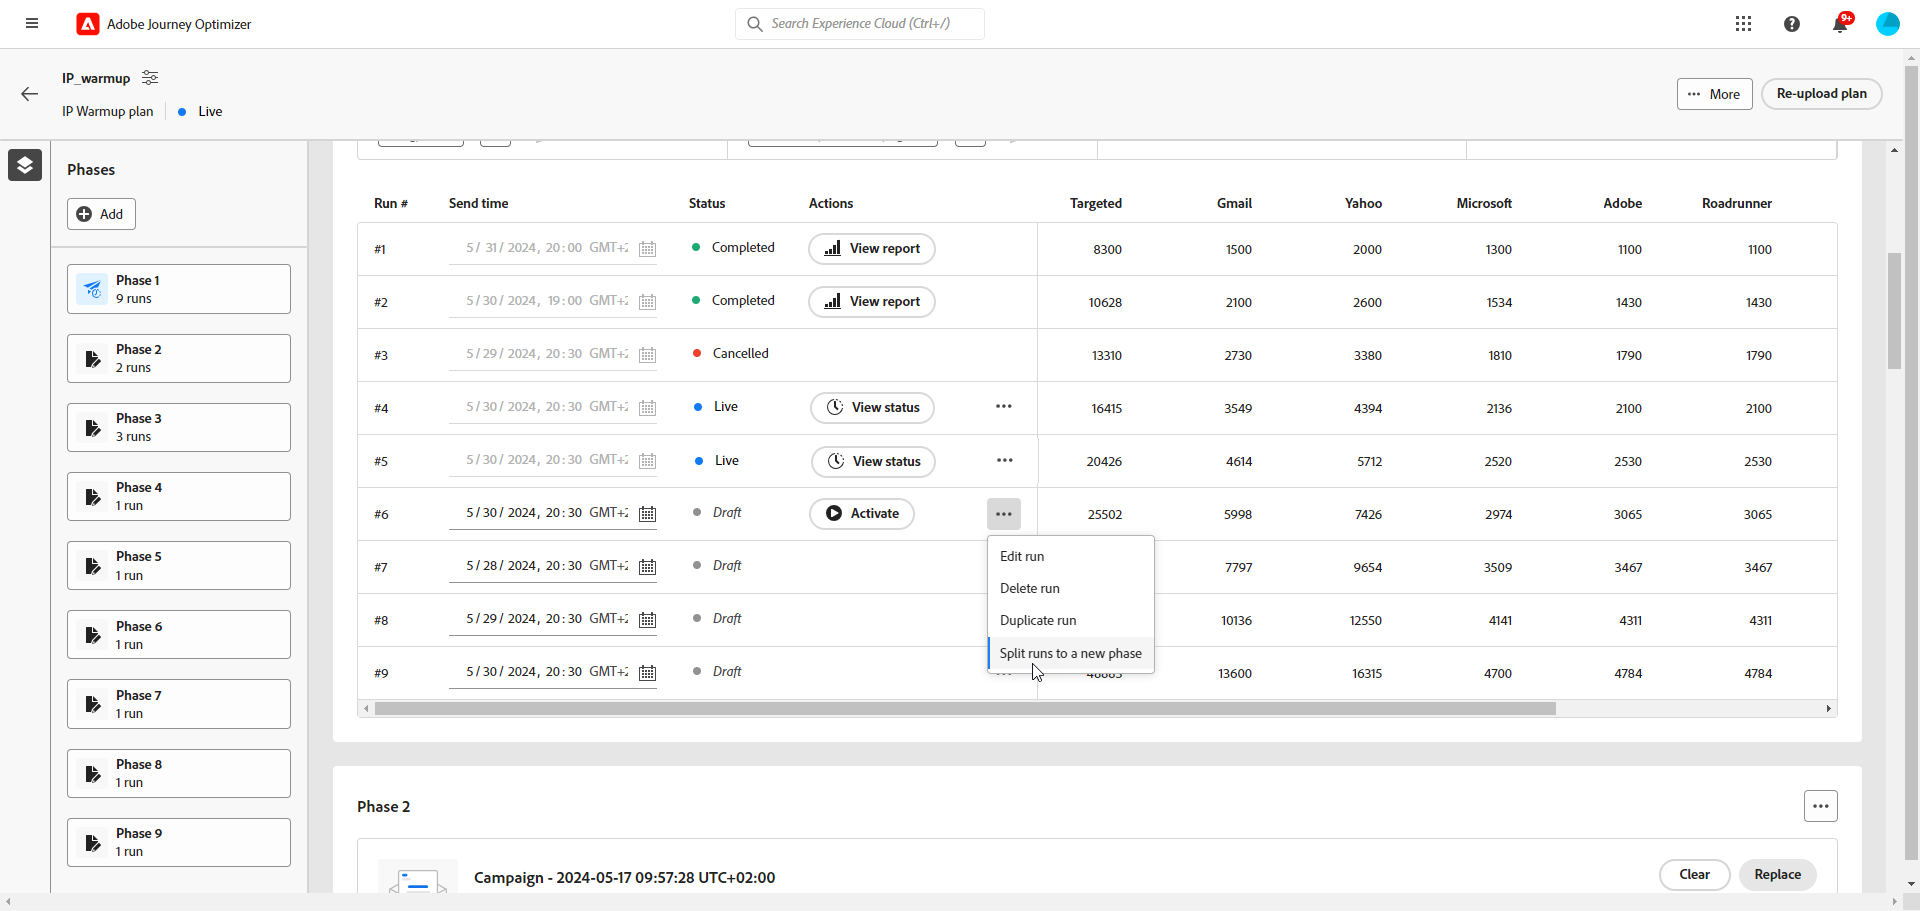 Adobe Journey Optimizer
Search Experience Cloud (Ctrl+/)
9+
IP_warmup
IP Warmup plan
Live
More
Re-upload plan
Phases
Add
Phase 1
9 runs
Phase 2
2 runs
Phase 3
3 runs
Phase 4
1 run
Phase 5
1 run
Phase 6
1 run
Phase 7
1 run
Phase 8
1 run
Phase 9
1 run
Run # Send time Status Actions Targeted Gmail Yahoo Microsoft Adobe Roadrunner
#1 5/ 31/ 2024, 20:00 GMT+2 Completed View report 8300 1500 2000 1300 1100 1100
#2 5/30/2024, 19:00 GMT+2 Completed View report 10628 2100 2600 1534 1430 1430
#3 5/29/2024, 20:30 GMT+2 Cancelled 13310 2730 3380 1810 1790 1790
#4 5/30/2024, 20:30 GMT+2 Live View status 16415 3549 4394 2136 2100 2100
#5 5/30/2024, 20:30 GMT+2 Live View status 20426 4614 5712 2520 2530 2530
#6 5/30/2024, 20:30 GMT+2 Draft Activate 25502 5998 7426 2974 3065 3065
#7 5/28/2024, 20:30 GMT+2 Draft 7797 9654 3509 3467 3467
#8 5/29/2024, 20:30 GMT+2 Draft 10136 12550 4141 4311 4311
#9 5/30/2024, 20:30 GMT+2 Draft 13600 16315 4700 4784 4784
Edit run
Delete run
Duplicate run
Split runs to a new phase
Phase 2
Campaign - 2024-05-17 09:57:28 UTC+02:00
Clear
Replace